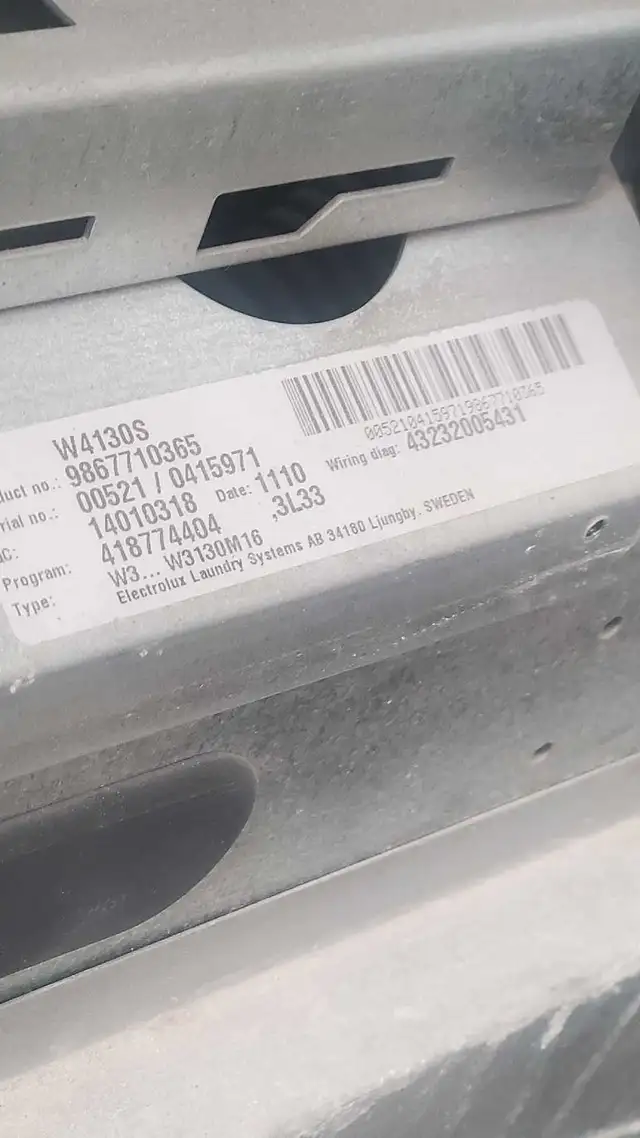 W4130S
duct no.: 9867710365
rial no.: 00521 / 0415971
C: 14010318 Date: 1110
Program: 418774404 ,3L33
Type: W3... W3130M16
Electrolux Laundry Systems AB 34180 Ljungby. SWEDEN
0052104159719867710365
Wiring diag: 43232005431